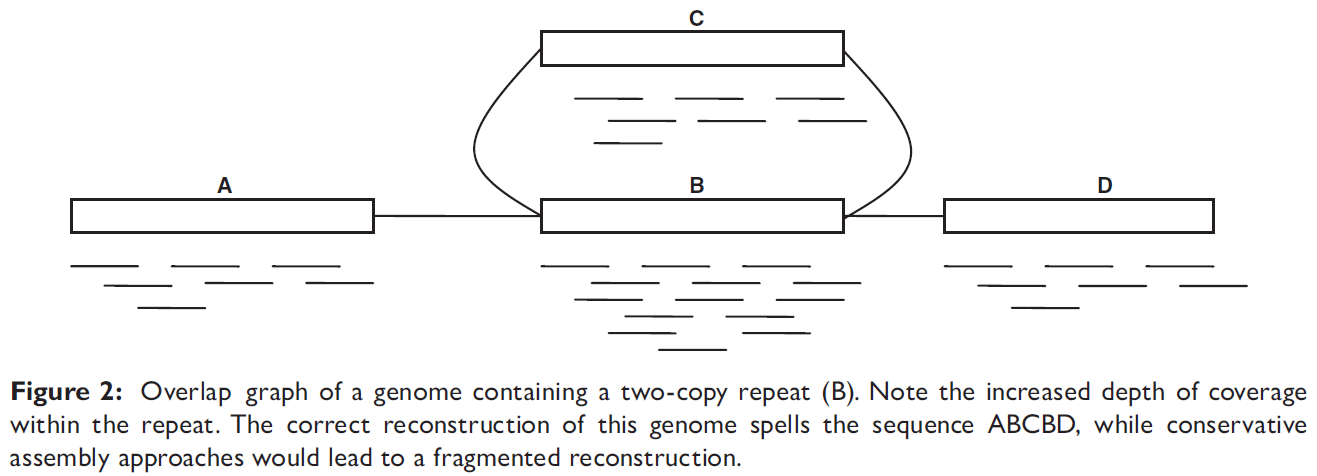 C
A
B
D
Figure 2: Overlap graph of a genome containing a two-copy repeat (B). Note the increased depth of coverage
within the repeat. The correct reconstruction of this genome spells the sequence ABCBD, while conservative
assembly approaches would lead to a fragmented reconstruction.